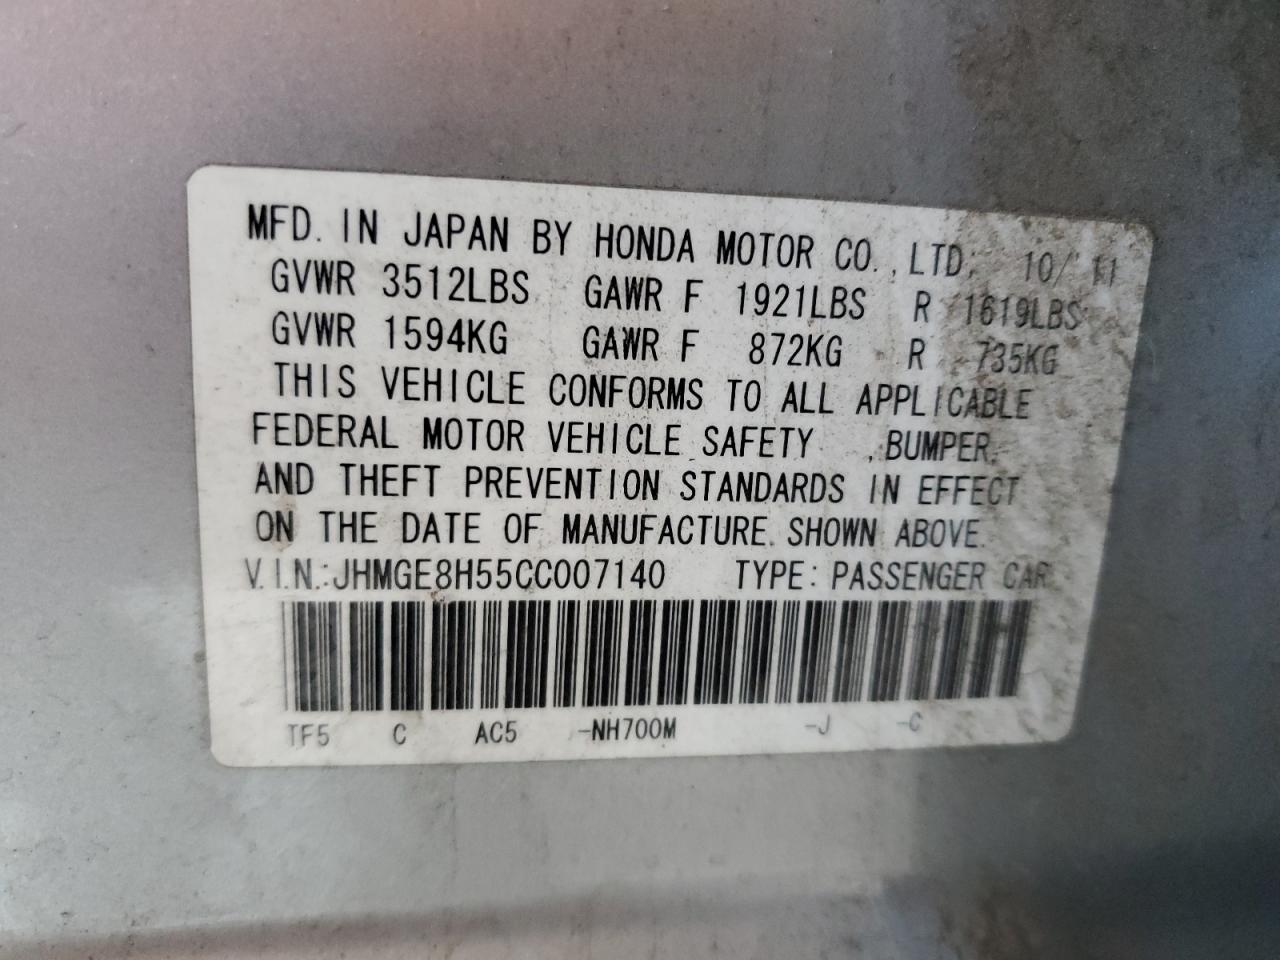 MFD. IN JAPAN BY HONDA MOTOR CO., LTD. 10/ 11
GVWR 3512LBS GAWR F 1921LBS R 1619LBS
GVWR 1594KG GAWR F 872KG R 735KG
THIS VEHICLE CONFORMS TO ALL APPLICABLE
FEDERAL MOTOR VEHICLE SAFETY , BUMPER,
AND THEFT PREVENTION STANDARDS IN EFFECT
ON THE DATE OF MANUFACTURE SHOWN ABOVE.
V.I.N.:JHMGE8H55CC007140 TYPE: PASSENGER CAR
TF5 C AC5 -NH700M -J -C